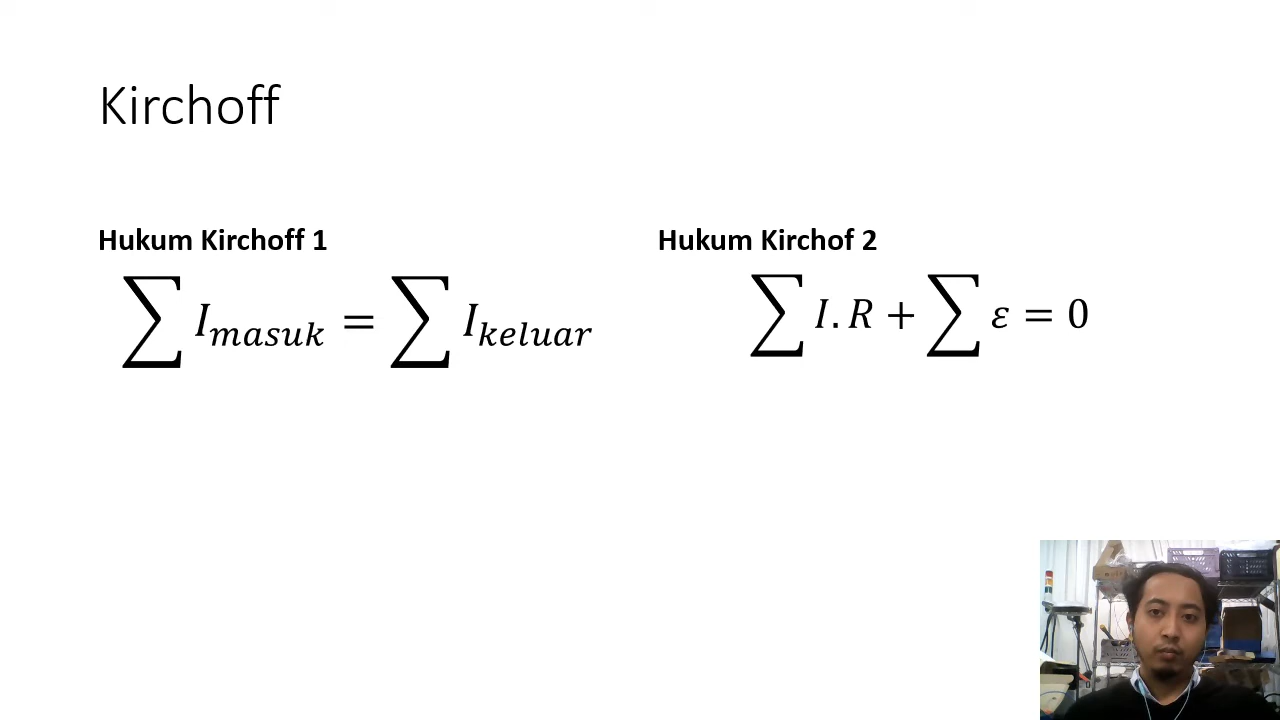 Kirchoff
Hukum Kirchoff 1
∑ I_masuk = ∑ I_keluar
Hukum Kirchof 2
∑ I.R + ∑ ε = 0